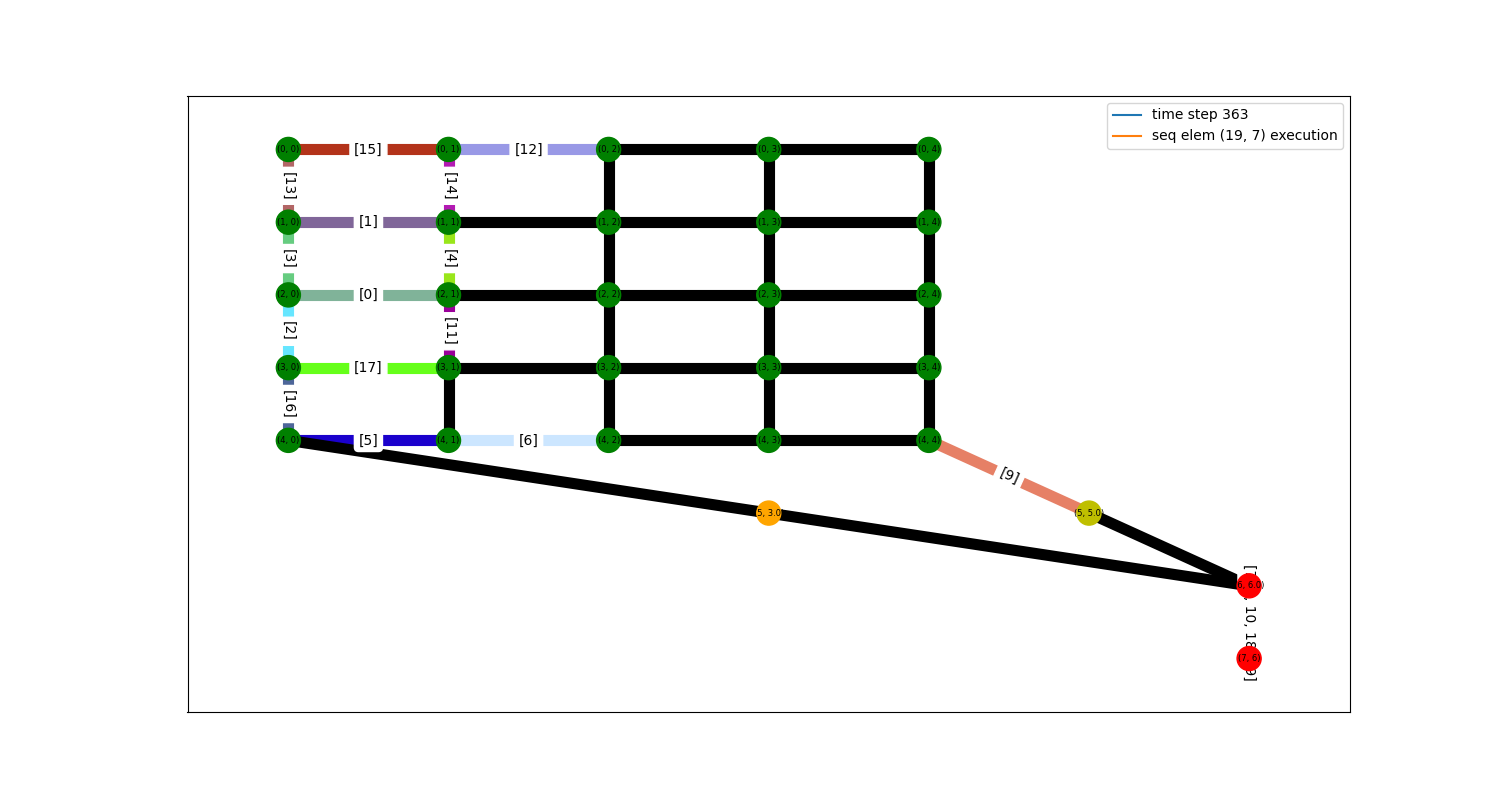 time step 363
seq elem (19, 7) execution
(0, 0) [15] (0, 1) [12] (0, 2) (0, 3) (0, 4)
[13] [14]
(1, 0) [1] (1, 1) (1, 2) (1, 3) (1, 4)
[3] [4]
(2, 0) [0] (2, 1) (2, 2) (2, 3) (2, 4)
[2] [11]
(3, 0) [17] (3, 1) (3, 2) (3, 3) (3, 4)
[16]
(4, 0) [5] (4, 1) [6] (4, 2) (4, 3) (4, 4)
[9]
(5, 3.0) (5, 5.0)
(6, 6.0)
10,
(7, 6)